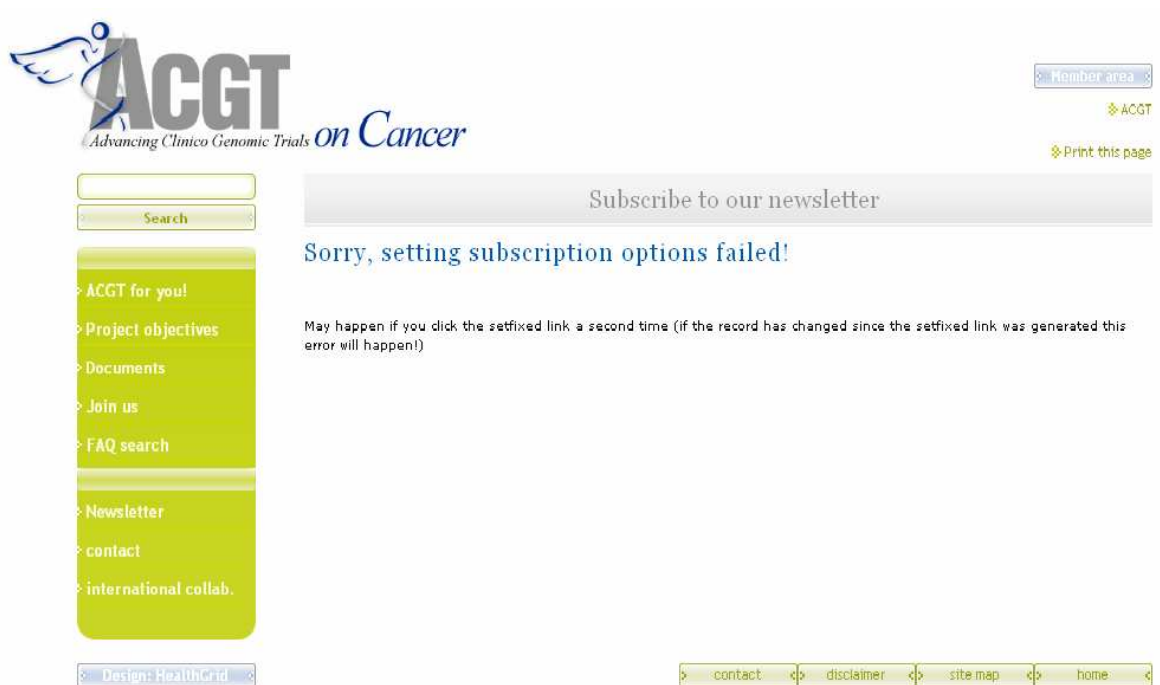 ACGT
Advancing Clinico Genomic Trials on Cancer
Member area
ACGT
Print this page
Search
Subscribe to our newsletter
Sorry, setting subscription options failed!
May happen if you click the setfixed link a second time (if the record has changed since the setfixed link was generated this
error will happen!)
ACGT for you!
Project objectives
Documents
Join us
FAQ search
Newsletter
contact
international collab.
Design: HealthGrid
contact
disclaimer
site map
home